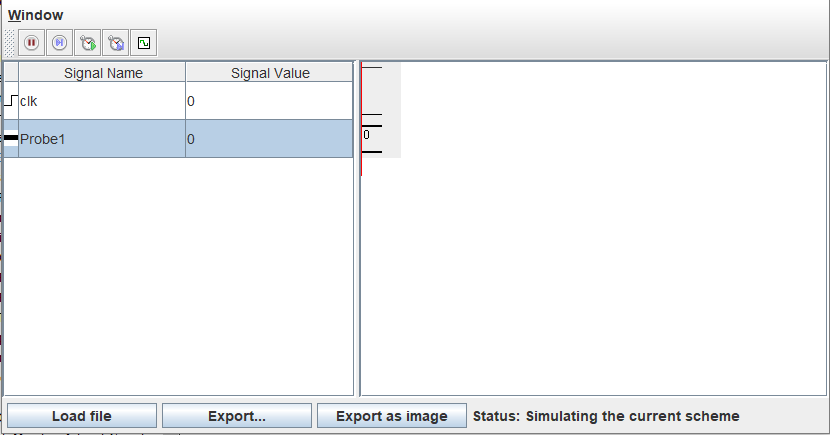 Window
Signal Name Signal Value
clk 0
Probe1 0
0
Load file Export... Export as image Status: Simulating the current scheme